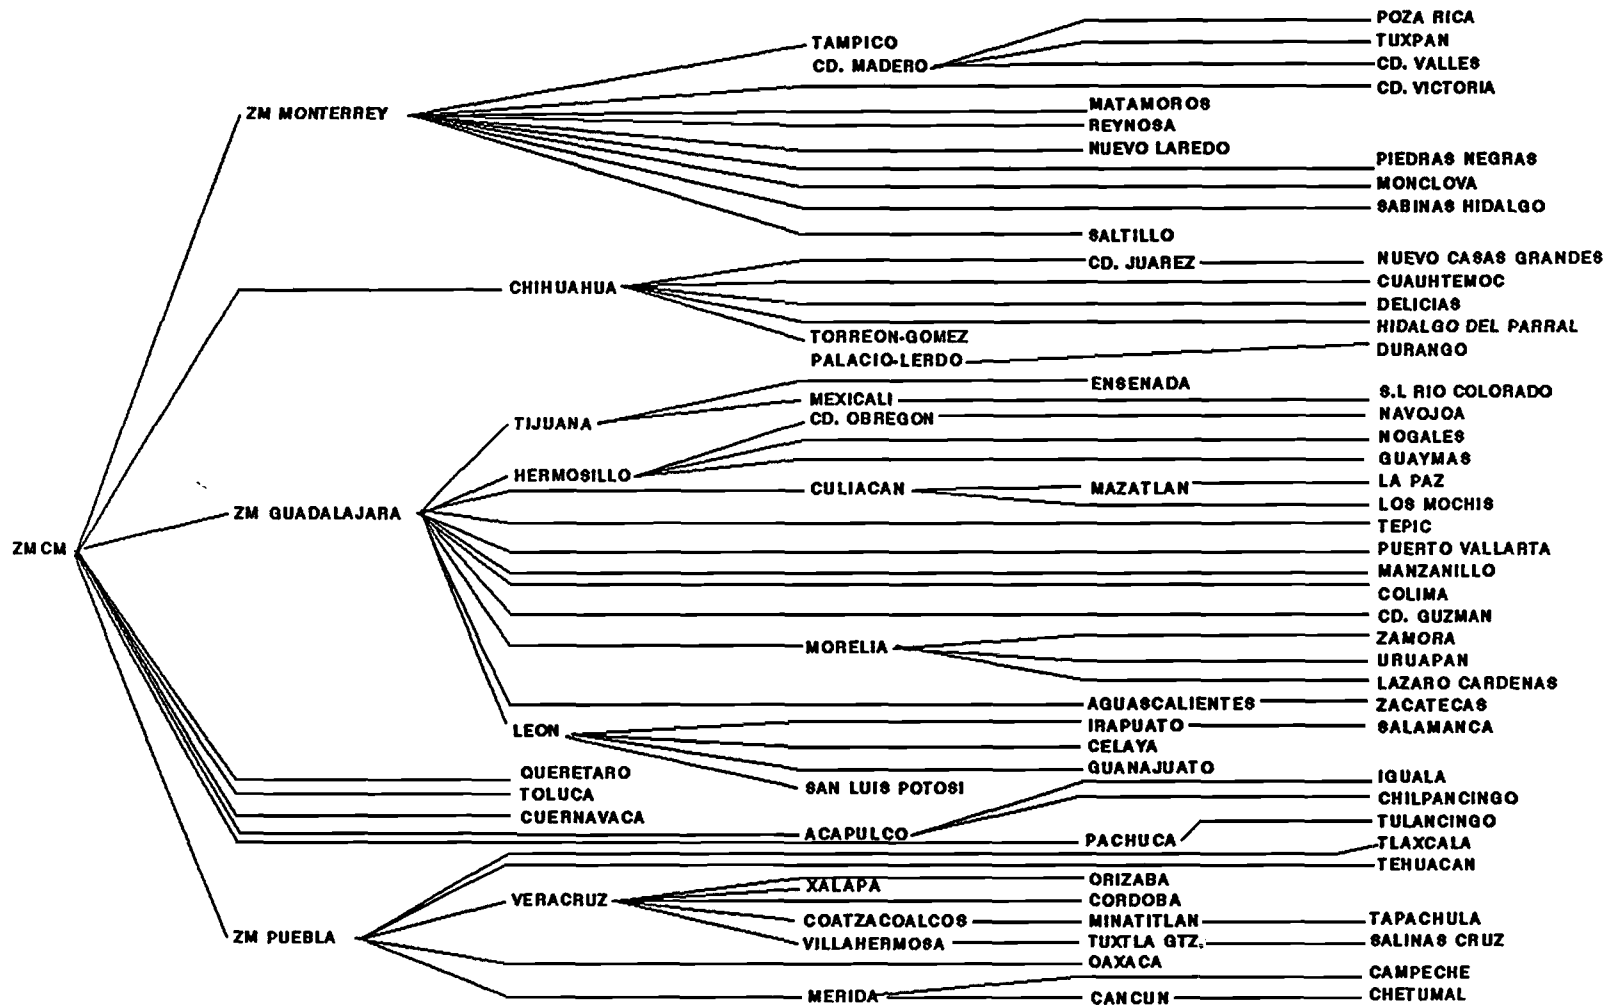 POZA RICA
TAMPICO
TUXPAN
CD. MADERO
CD. VALLES
CD. VICTORIA
ZM MONTERREY
MATAMOROS
REYNOSA
NUEVO LAREDO
PIEDRAS NEGRAS
MONCLOVA
SABINAS HIDALGO
SALTILLO
CD. JUAREZ
NUEVO CASAS GRANDES
CHIHUAHUA
CUAUHTEMOC
DELICIAS
HIDALGO DEL PARRAL
TORREON-GOMEZ
PALACIO-LERDO
DURANGO
ENSENADA
MEXICALI
S.L RIO COLORADO
TIJUANA
CD. OBREGON
NAVOJOA
NOGALES
HERMOSILLO
GUAYMAS
CULIACAN
MAZATLAN
LA PAZ
LOS MOCHIS
ZM GUADALAJARA
TEPIC
ZMCM
PUERTO VALLARTA
MANZANILLO
COLIMA
CD. GUZMAN
MORELIA
ZAMORA
URUAPAN
LAZARO CARDENAS
AGUASCALIENTES
ZACATECAS
LEON
IRAPUATO
SALAMANCA
CELAYA
GUANAJUATO
QUERETARO
SAN LUIS POTOSI
IGUALA
TOLUCA
CHILPANCINGO
CUERNAVACA
TULANCINGO
ACAPULCO
PACHUCA
TLAXCALA
TEHUACAN
XALAPA
ORIZABA
VERACRUZ
CORDOBA
COATZACOALCOS
MINATITLAN
TAPACHULA
ZM PUEBLA
VILLAHERMOSA
TUXTLA GTZ.
SALINAS CRUZ
OAXACA
CAMPECHE
MERIDA
CANCUN
CHETUMAL